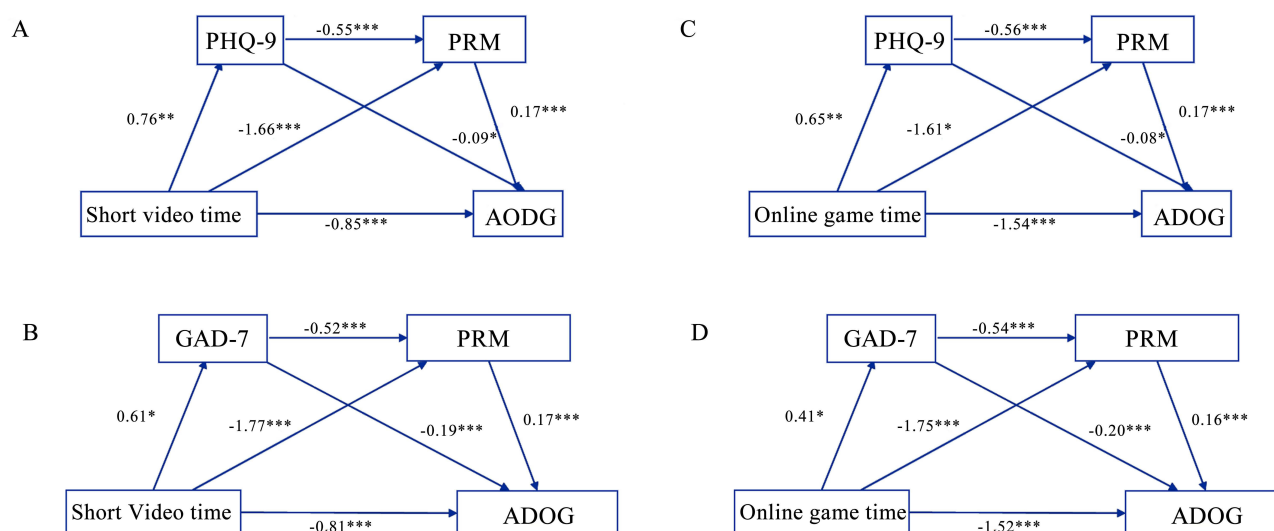 A
PHQ-9
-0.55***
PRM
0.76**
-1.66***
-0.09*
0.17***
Short video time
-0.85***
AODG
C
PHQ-9
-0.56***
PRM
0.65**
-1.61*
-0.08*
0.17***
Online game time
-1.54***
ADOG
B
GAD-7
-0.52***
PRM
0.61*
-1.77***
-0.19***
0.17***
Short Video time
-0.81***
ADOG
D
GAD-7
-0.54***
PRM
0.41*
-1.75***
-0.20***
0.16***
Online game time
-1.52***
ADOG